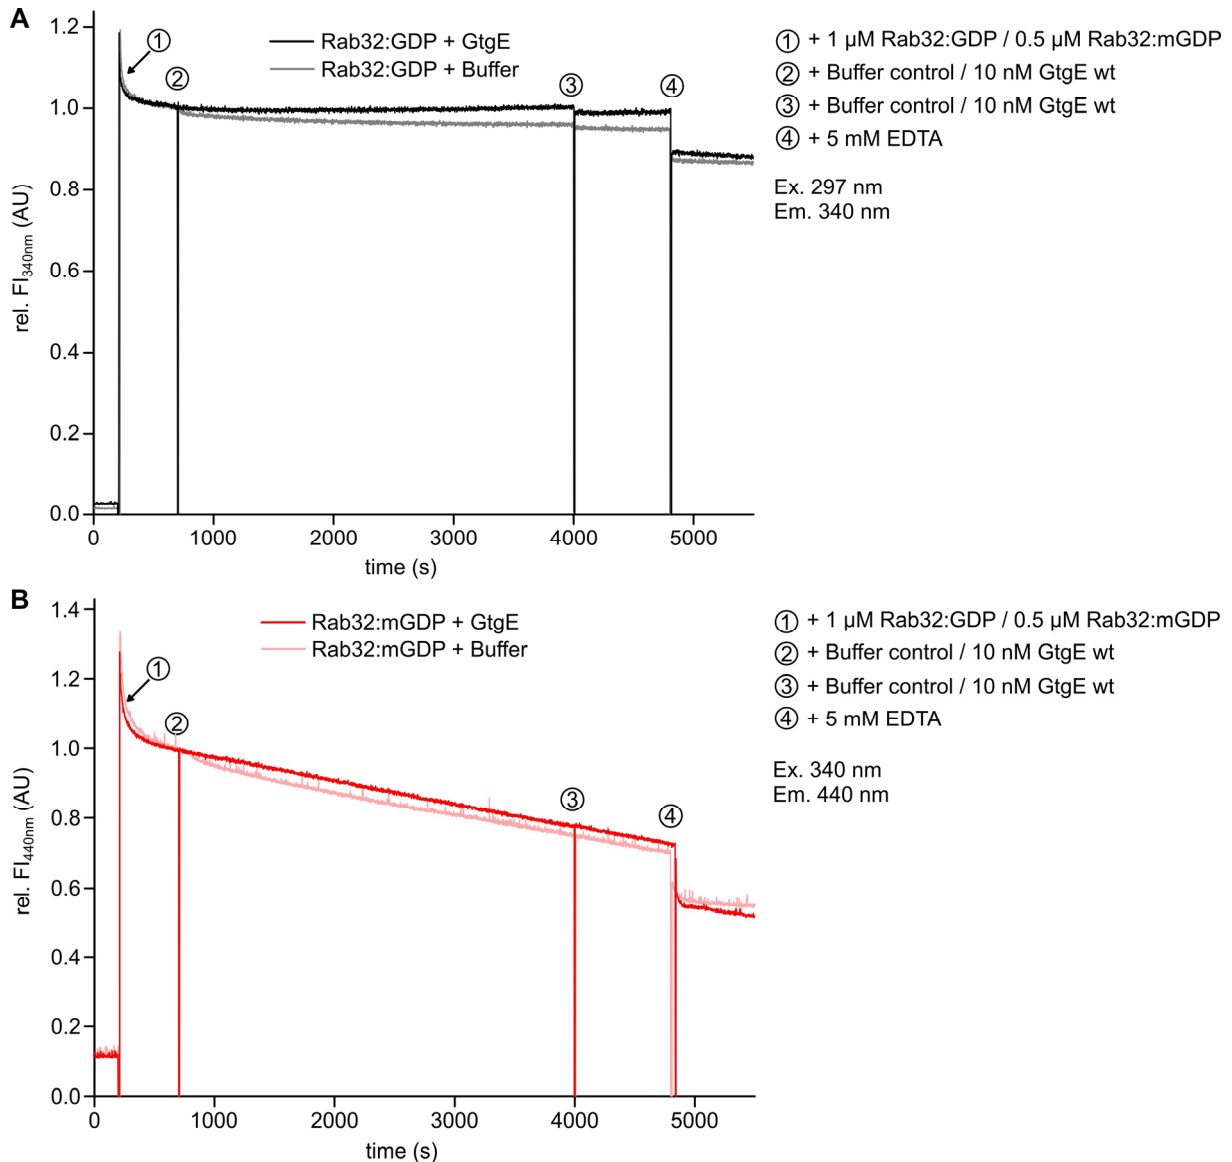 A
1.2
1.0
0.8
0.6
0.4
0.2
0.0
rel. FI340nm (AU)
0 1000 2000 3000 4000 5000
time (s)
Rab32:GDP + GtgE
Rab32:GDP + Buffer
① ② ③ ④
① + 1 µM Rab32:GDP / 0.5 µM Rab32:mGDP
② + Buffer control / 10 nM GtgE wt
③ + Buffer control / 10 nM GtgE wt
④ + 5 mM EDTA
Ex. 297 nm
Em. 340 nm
B
1.4
1.2
1.0
0.8
0.6
0.4
0.2
0.0
rel. FI440nm (AU)
0 1000 2000 3000 4000 5000
time (s)
Rab32:mGDP + GtgE
Rab32:mGDP + Buffer
① ② ③ ④
① + 1 µM Rab32:GDP / 0.5 µM Rab32:mGDP
② + Buffer control / 10 nM GtgE wt
③ + Buffer control / 10 nM GtgE wt
④ + 5 mM EDTA
Ex. 340 nm
Em. 440 nm